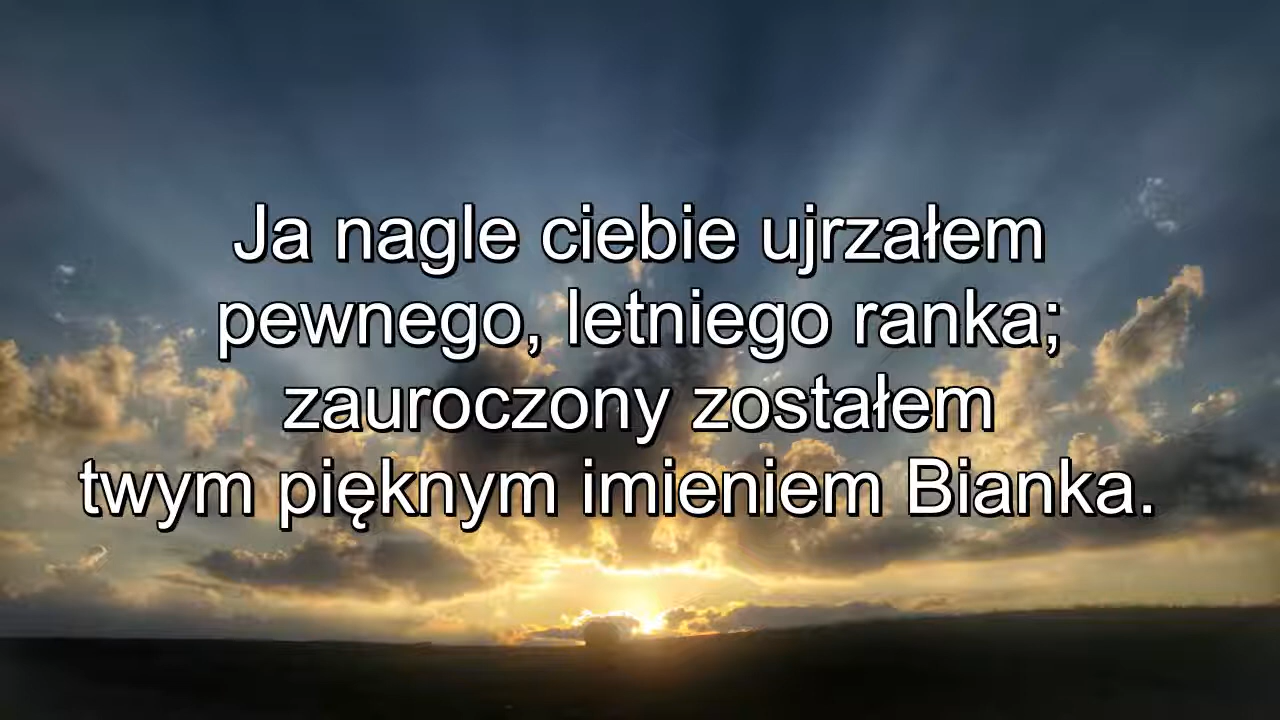 Ja nagle ciebie ujrzałem
pewnego, letniego ranka;
zauroczony zostałem
twym pięknym imieniem Bianka.